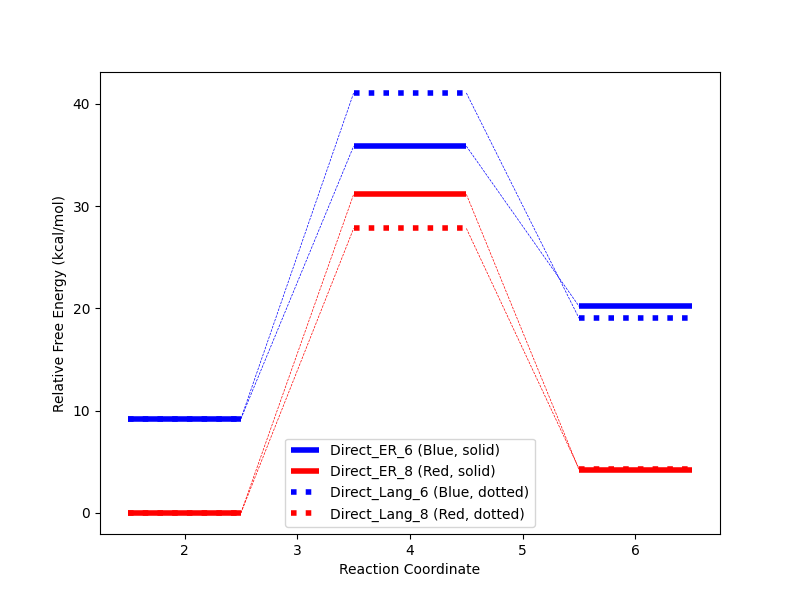 40
30
20
10
0
Relative Free Energy (kcal/mol)
Direct_ER_6 (Blue, solid)
Direct_ER_8 (Red, solid)
Direct_Lang_6 (Blue, dotted)
Direct_Lang_8 (Red, dotted)
2 3 4 5 6
Reaction Coordinate